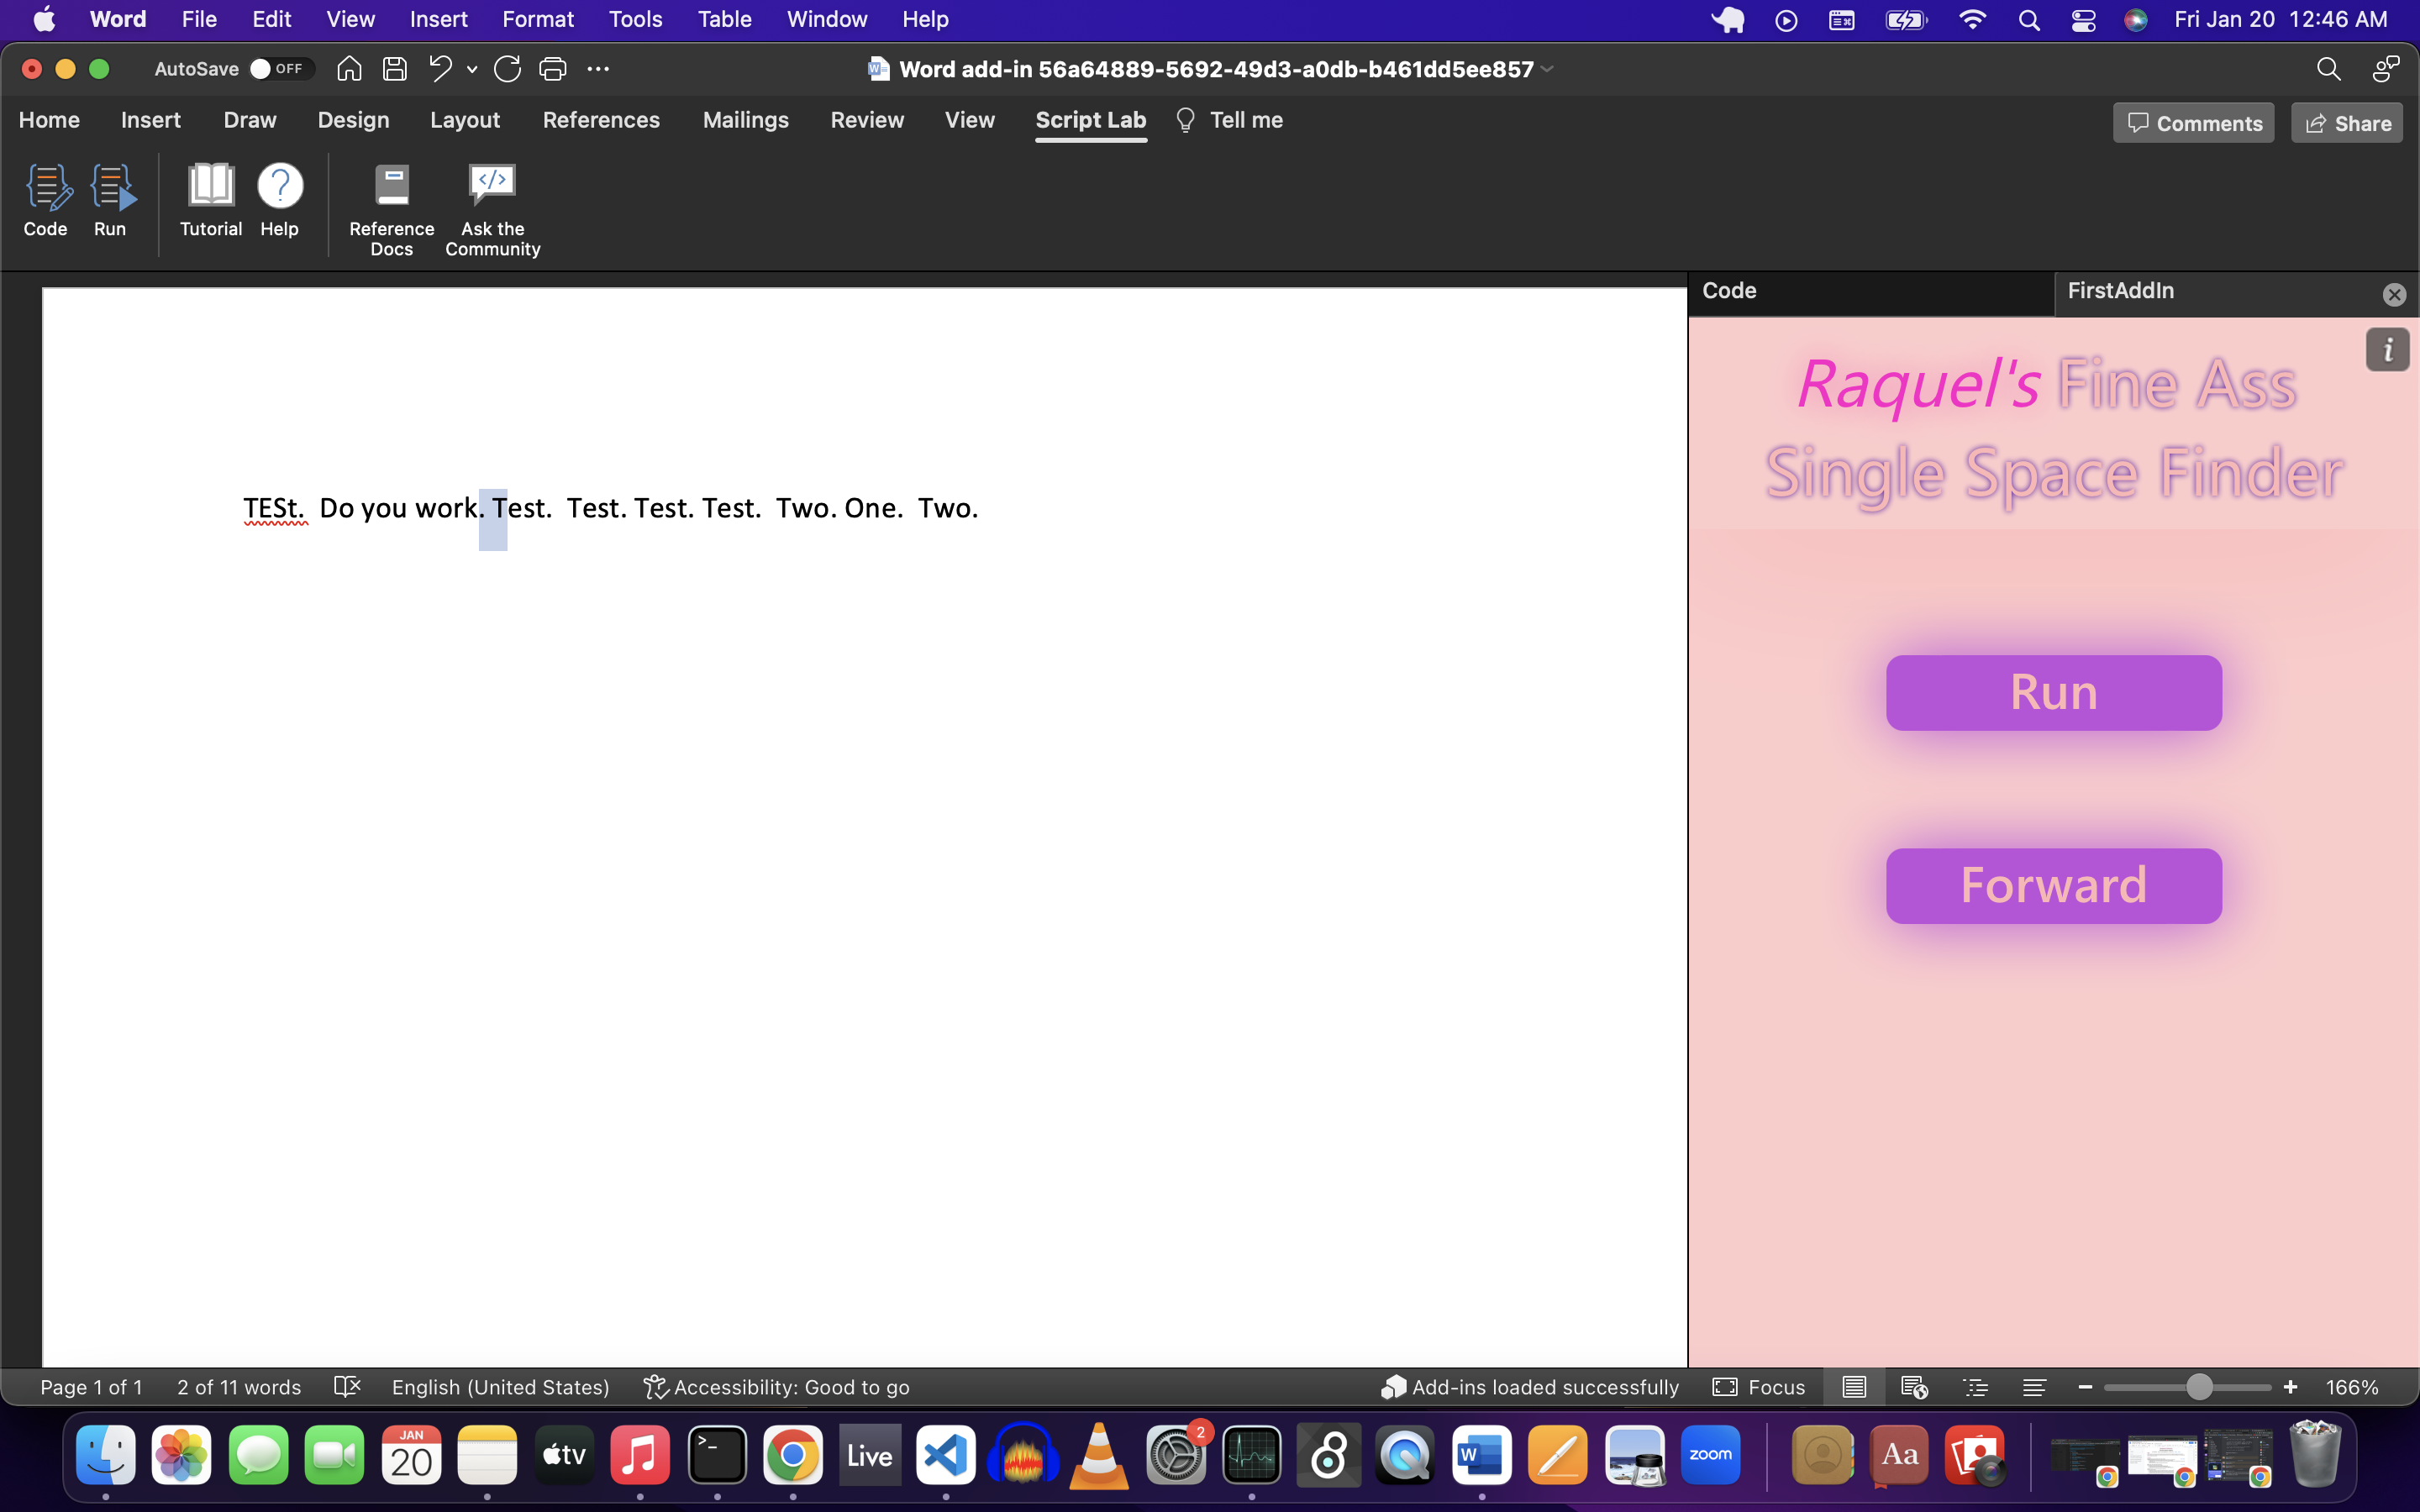 Word File Edit View Insert Format Tools Table Window Help Fri Jan 20 12:46 AM
AutoSave OFF Word add-in 56a64889-5692-49d3-a0db-b461dd5ee857
Home Insert Draw Design Layout References Mailings Review View Script Lab Tell me Comments Share
Code Run Tutorial Help Reference Docs Ask the Community
Code FirstAddIn
Raquel's Fine Ass
Single Space Finder
TESt.  Do you work. Test.  Test. Test. Test.  Two. One.  Two.
Run
Forward
Page 1 of 1 2 of 11 words English (United States) Accessibility: Good to go Add-ins loaded successfully Focus 166%
JAN
20
tv
Live
2
W
zoom
Aa